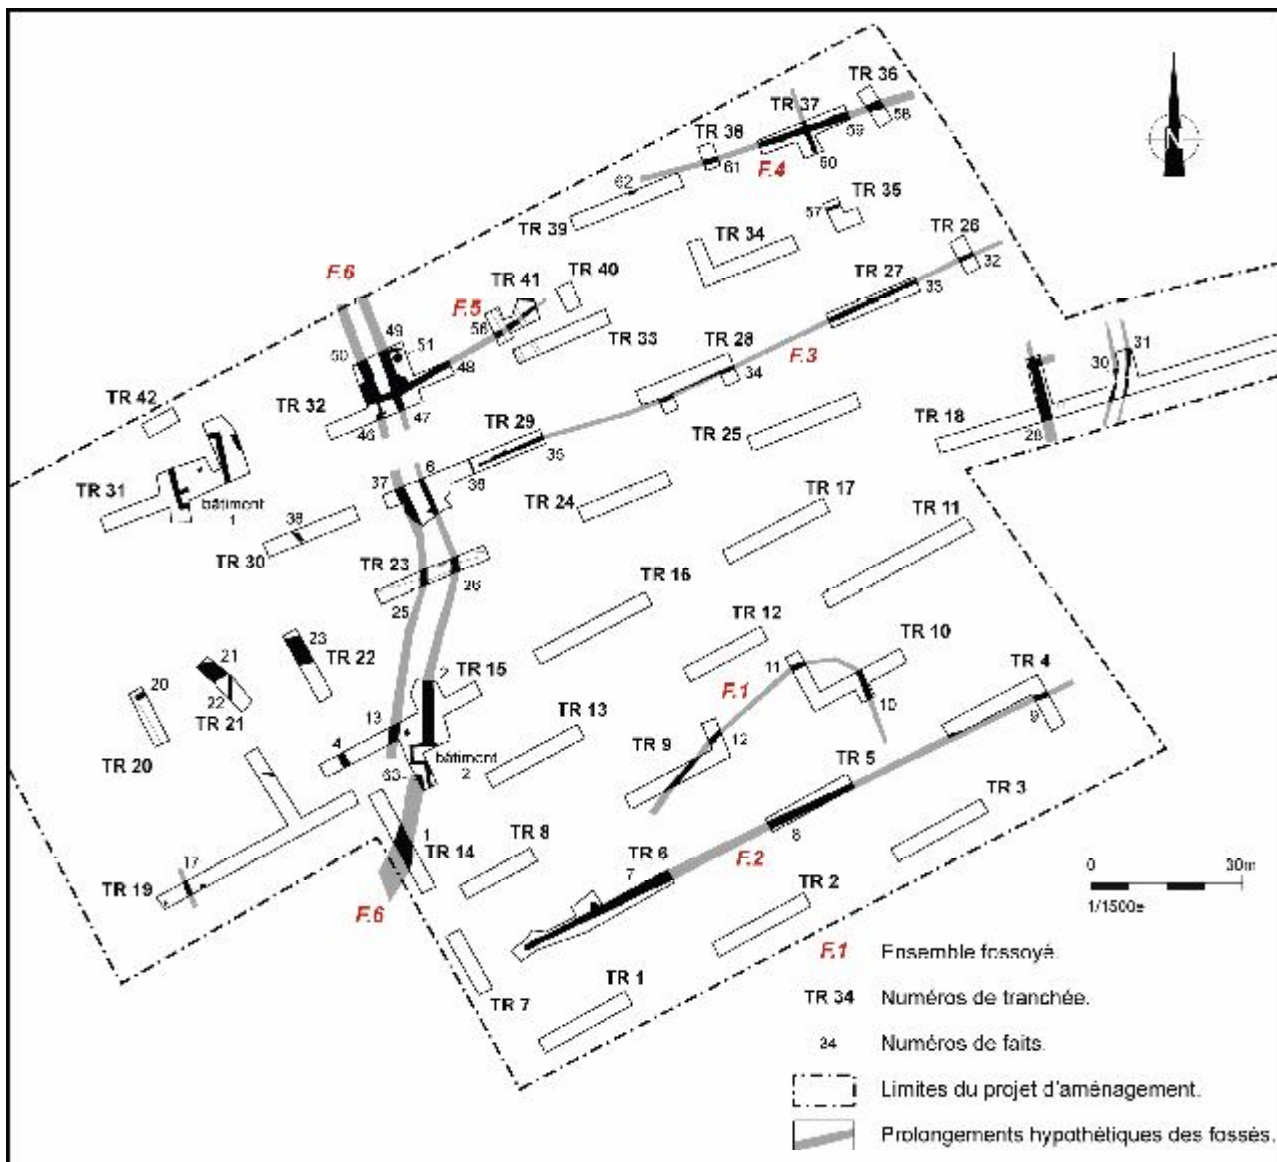 TR 36
TR 37
58
TR 38
59
61
60
F.4
62
TR 35
57
TR 39
TR 34
TR 26
32
F.6
TR 41
TR 40
TR 27
33
F.5
49
56
51
TR 33
50
TR 28
F.3
48
34
31
30
TR 42
TR 32
47
46
TR 29
35
TR 25
TR 18
28
6
37
36
TR 31
bâtiment
1
TR 24
TR 17
TR 11
38
TR 30
TR 23
26
25
TR 16
TR 12
TR 10
23
21
TR 22
11
TR 4
20
22
TR 21
2
TR 15
F.1
10
13
TR 13
9
4
12
TR 20
bâtiment
2
TR 9
63
TR 5
TR 3
1
TR 8
8
TR 14
17
TR 6
F.2
7
TR 19
TR 2
F.6
TR 7
TR 1
N
0 30m
1/1500e
F.1 Ensemble fossoyé.
TR 34 Numéros de tranchée.
34 Numéros de faits.
Limites du projet d'aménagement.
Prolongements hypothétiques des fossés.